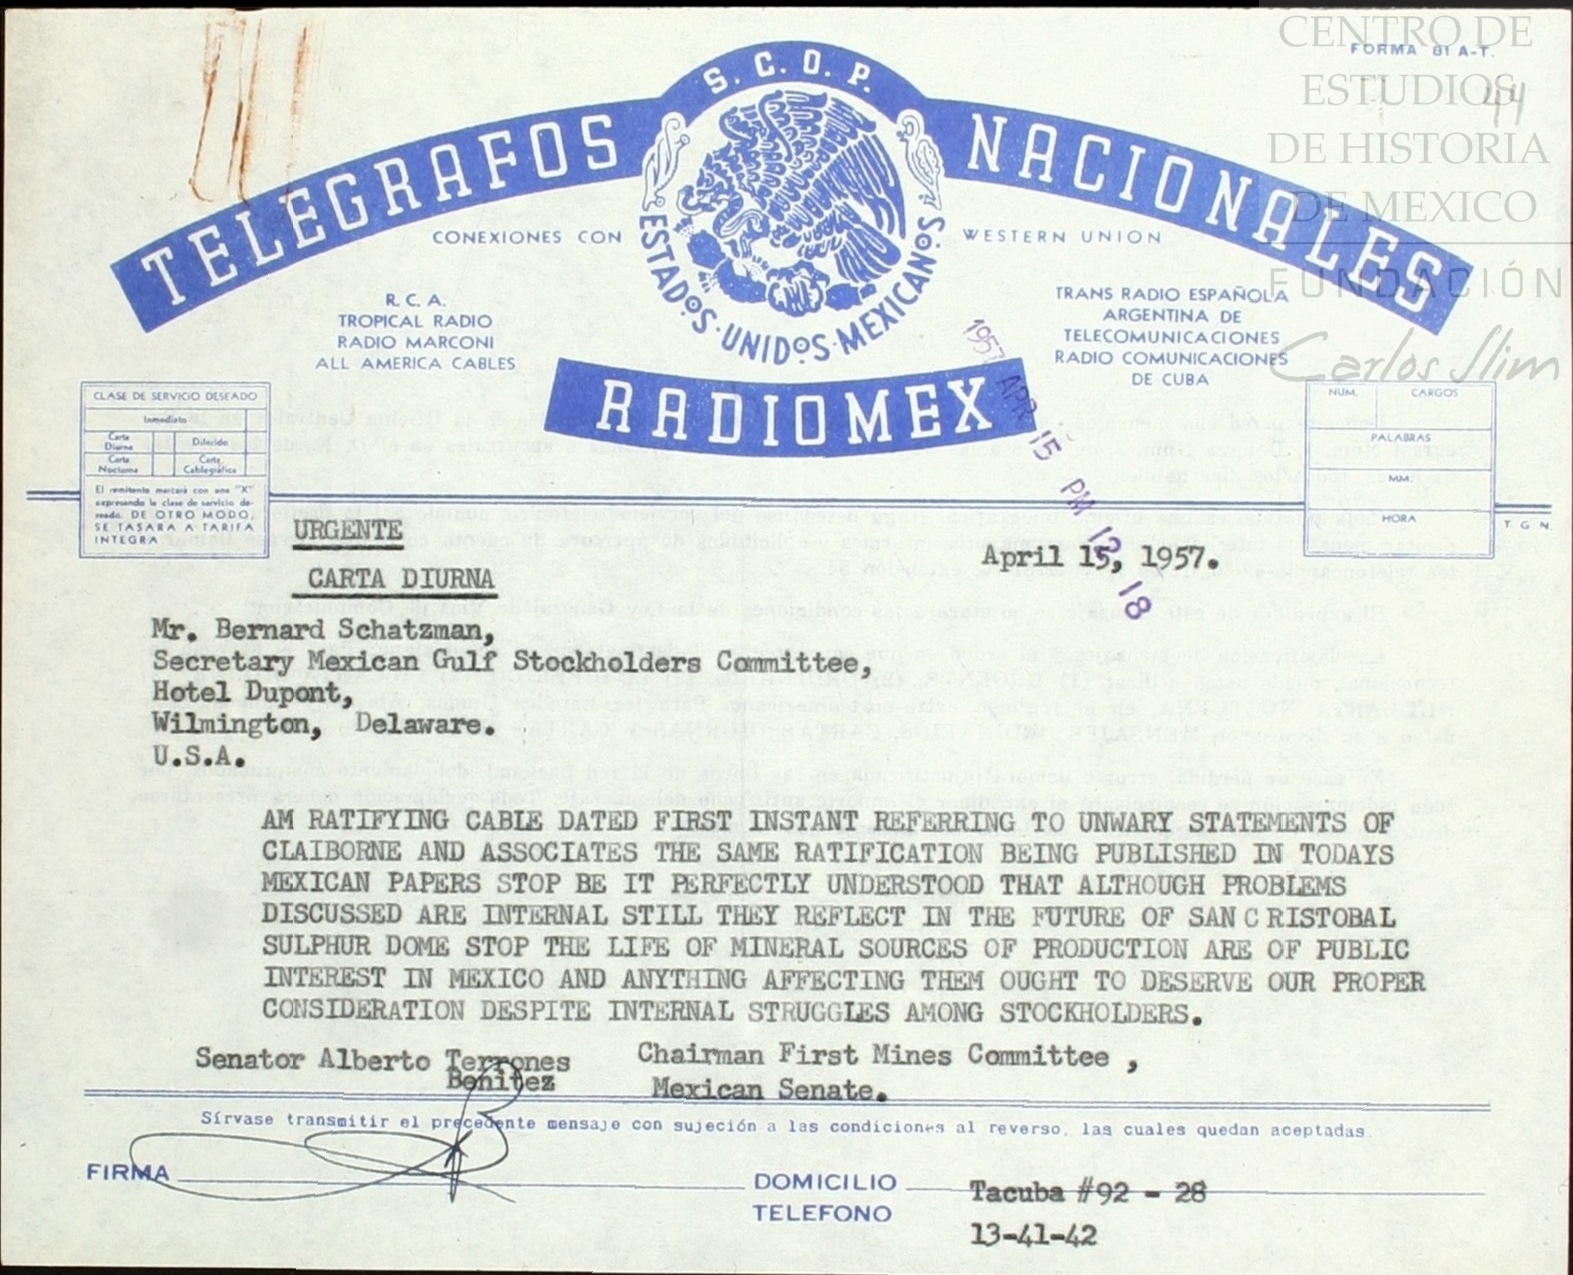 CENTRO DE
ESTUDIOS
DE HISTORIA
DE MEXICO
FUNDACIÓN
Carlos Slim
FORMA 81 A-T.
44
S. C. O. P.
TELEGRAFOS NACIONALES
CONEXIONES CON
WESTERN UNION
ESTADOS·UNIDOS·MEXICANOS
R. C. A.
TROPICAL RADIO
RADIO MARCONI
ALL AMERICA CABLES
TRANS RADIO ESPAÑOLA
ARGENTINA DE
TELECOMUNICACIONES
RADIO COMUNICACIONES
DE CUBA
RADIOMEX
1957 APR 15 PM 12 18
CLASE DE SERVICIO DESEADO
Inmediato
Carta Diurna
Diferido
Carta Nocturna
Carta Cablegráfica
El remitente marcará con una "X"
expresando la clase de servicio de-
seado. DE OTRO MODO,
SE TASARA A TARIFA
INTEGRA
NUM.
CARGOS
PALABRAS
MM.
HORA
T. G. N.
URGENTE
CARTA DIURNA
April 15, 1957.
Mr. Bernard Schatzman,
Secretary Mexican Gulf Stockholders Committee,
Hotel Dupont,
Wilmington, Delaware.
U.S.A.
AM RATIFYING CABLE DATED FIRST INSTANT REFERRING TO UNWARY STATEMENTS OF
CLAIBORNE AND ASSOCIATES THE SAME RATIFICATION BEING PUBLISHED IN TODAYS
MEXICAN PAPERS STOP BE IT PERFECTLY UNDERSTOOD THAT ALTHOUGH PROBLEMS
DISCUSSED ARE INTERNAL STILL THEY REFLECT IN THE FUTURE OF SAN C RISTOBAL
SULPHUR DOME STOP THE LIFE OF MINERAL SOURCES OF PRODUCTION ARE OF PUBLIC
INTEREST IN MEXICO AND ANYTHING AFFECTING THEM OUGHT TO DESERVE OUR PROPER
CONSIDERATION DESPITE INTERNAL STRUGGLES AMONG STOCKHOLDERS.
Senator Alberto Terrones
Benitez
Chairman First Mines Committee ,
Mexican Senate.
Sírvase transmitir el precedente mensaje con sujeción a las condiciones al reverso, las cuales quedan aceptadas.
FIRMA
DOMICILIO
Tacuba #92 - 28
TELEFONO
13-41-42